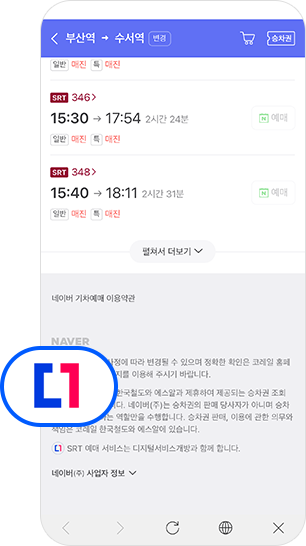 부산역 → 수서역 변경 승차권
일반 매진 특 매진
SRT 346 >
15:30 → 17:54 2시간 24분
예매
일반 매진 특 매진
SRT 348 >
15:40 → 18:11 2시간 31분
예매
일반 매진 특 매진
펼쳐서 더보기
네이버 기차예매 이용약관
NAVER
사정에 따라 변경될 수 있으며 정확한 확인은 코레일 홈페
지를 이용해 주시기 바랍니다.
한국철도와 에스알과 제휴하여 제공되는 승차권 조회
니다. 네이버(주)는 승차권의 판매 당사자가 아니며 승차
는 역할만을 수행합니다. 승차권 판매, 이용에 관한 의무와
책임은 코레일 한국철도와 에스알에 있습니다.
SRT 예매 서비스는 디지털서비스개방과 함께 합니다.
네이버(주) 사업자 정보